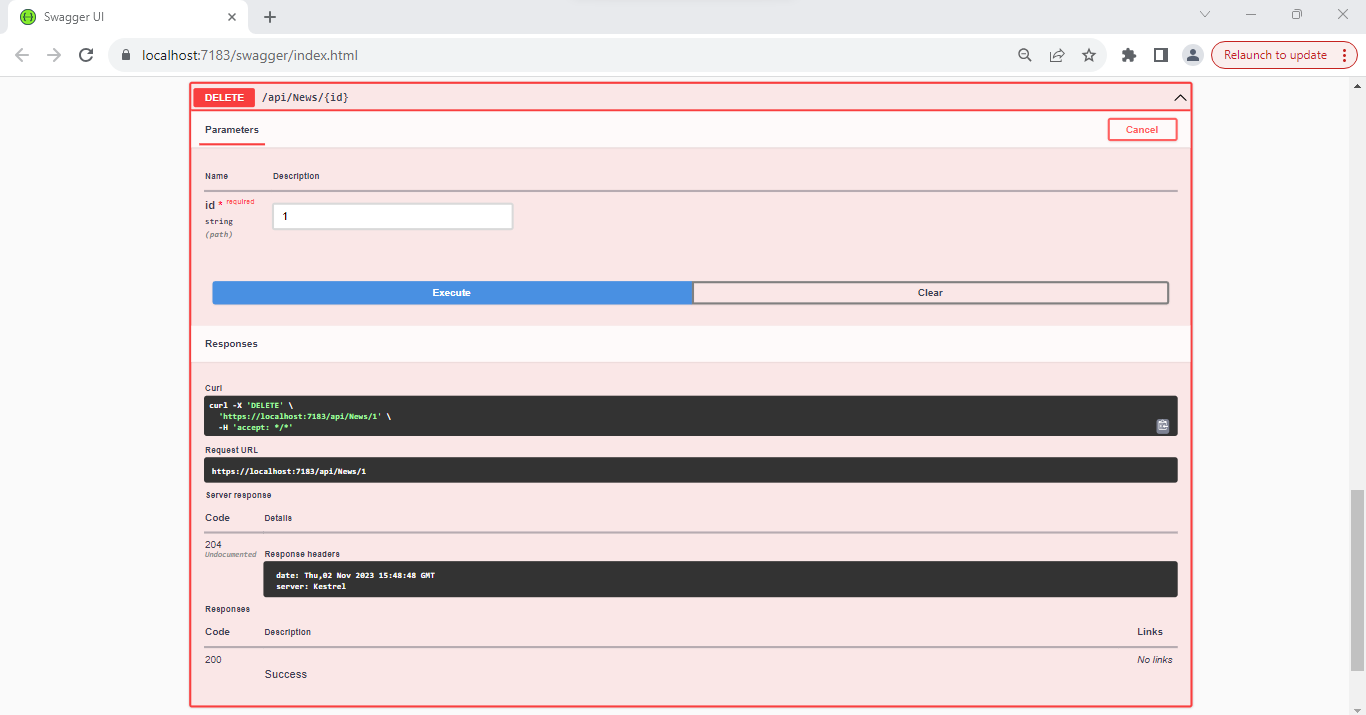 Swagger UI
localhost:7183/swagger/index.html
Relaunch to update
DELETE /api/News/{id}
Parameters
Cancel
Name Description
id * required
string
(path)
1
Execute Clear
Responses
Curl
curl -X 'DELETE' \
'https://localhost:7183/api/News/1' \
-H 'accept: */*'
Request URL
https://localhost:7183/api/News/1
Server response
Code Details
204
Undocumented
Response headers
date: Thu,02 Nov 2023 15:48:48 GMT
server: Kestrel
Responses
Code Description Links
200 No links
Success